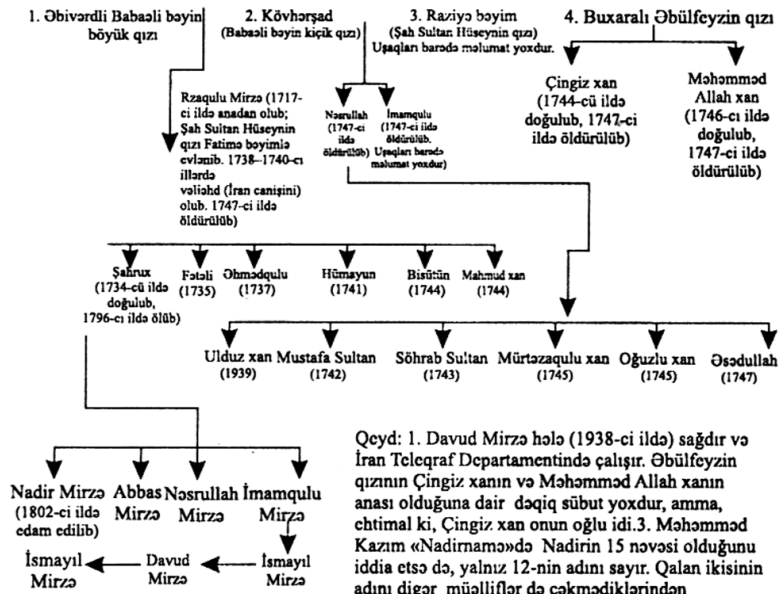 1. Əbivərdli Babaəli bəyin
böyük qızı
2. Kövhərşad
(Babaəli bəyin kiçik qızı)
3. Raziyə bəyim
(Şah Sultan Hüseynin qızı)
Uşaqları barədə məlumat yoxdur.
4. Buxaralı Əbülfeyzin qızı
Rzaqulu Mirzə (1717-
ci ildə anadan olub;
Şah Sultan Hüseynin
qızı Fatimə bəyimlə
evlənib. 1738–1740-cı
illərdə
vəliəhd (İran canişini)
olub. 1747-ci ildə
öldürülüb)
Nəsrullah
(1747-ci
ildə
öldürülüb)
İmamqulu
(1747-ci ildə
öldürülüb.
Uşaqları barədə
məlumat yoxdur)
Çingiz xan
(1744-cü ildə
doğulub, 1747-ci
ildə öldürülüb)
Məhəmməd
Allah xan
(1746-cı ildə
doğulub,
1747-ci ildə
öldürülüb)
Şahrux
(1734-cü ildə
doğulub,
1796-cı ildə ölüb)
Fətəli
(1735)
Əhmədqulu
(1737)
Hümayun
(1741)
Bisütün
(1744)
Mahmud xan
(1744)
Ulduz xan
(1939)
Mustafa Sultan
(1742)
Söhrab Sultan
(1743)
Mürtəzaqulu xan
(1745)
Oğuzlu xan
(1745)
Əsədullah
(1747)
Nadir Mirzə
(1802-ci ildə
edam edilib)
Abbas
Mirzə
Nəsrullah
Mirzə
İmamqulu
Mirzə
İsmayıl
Mirzə
Davud
Mirzə
İsmayıl
Mirzə
Qeyd: 1. Davud Mirzə hələ (1938-ci ildə) sağdır və
İran Teleqraf Departamentində çalışır. Əbülfeyzin
qızının Çingiz xanın və Məhəmməd Allah xanın
anası olduğuna dair dəqiq sübut yoxdur, amma,
ehtimal ki, Çingiz xan onun oğlu idi.3. Məhəmməd
Kazım «Nadirnamə»də Nadirin 15 nəvəsi olduğunu
iddia etsə də, yalnız 12-nin adını sayır. Qalan ikisinin
adını digər müəlliflər də çəkmədiklərindən